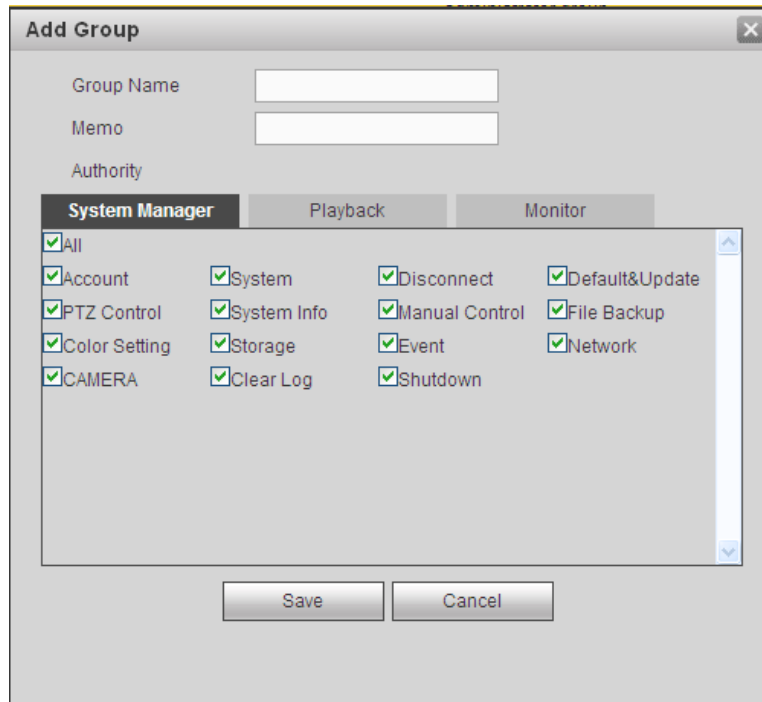 Add Group
Group Name
Memo
Authority
System Manager Playback Monitor
All
Account System Disconnect Default&Update
PTZ Control System Info Manual Control File Backup
Color Setting Storage Event Network
CAMERA Clear Log Shutdown
Save Cancel